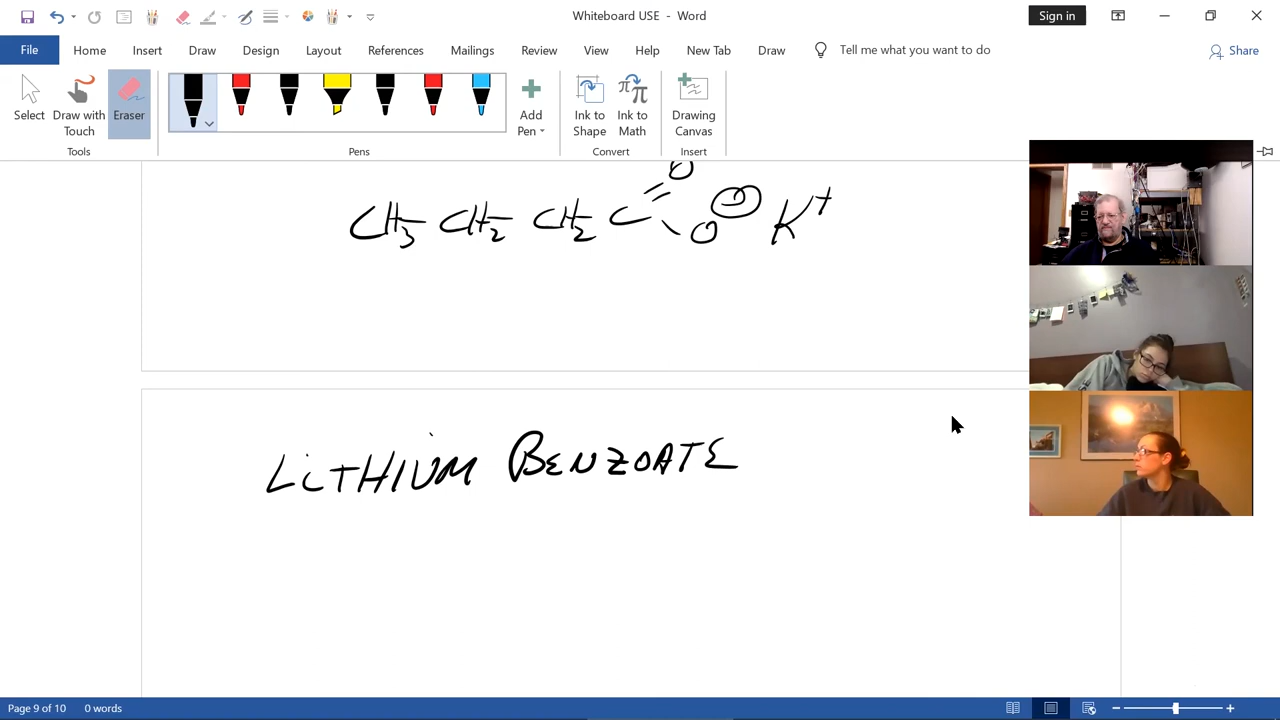 Whiteboard USE - Word
Sign in
File Home Insert Draw Design Layout References Mailings Review View Help New Tab Draw Tell me what you want to do Share
Select Draw with Touch Eraser Add Pen Ink to Shape Ink to Math Drawing Canvas
Tools Pens Convert Insert
O
CH3 CH2 CH2 C O - K+
LiTHIUM BENZOATE
Page 9 of 10 0 words